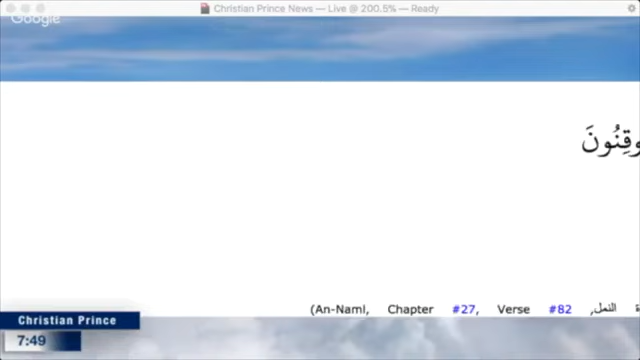 Christian Prince News — Live @ 200.5% — Ready
Google
وقِنُونَ
(An-Naml, Chapter #27, Verse #82 ,النمل ة
Christian Prince
7:49